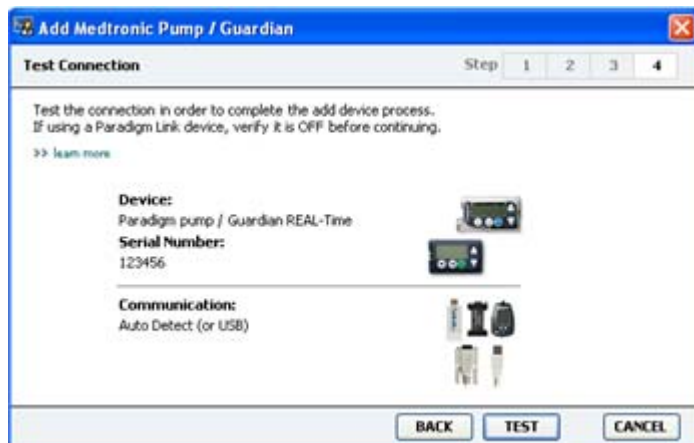 Add Medtronic Pump / Guardian
Test Connection
Step 1 2 3 4
Test the connection in order to complete the add device process.
If using a Paradigm Link device, verify it is OFF before continuing.
>> learn more
Device:
Paradigm pump / Guardian REAL-Time
Serial Number:
123456
Communication:
Auto Detect (or USB)
BACK TEST CANCEL